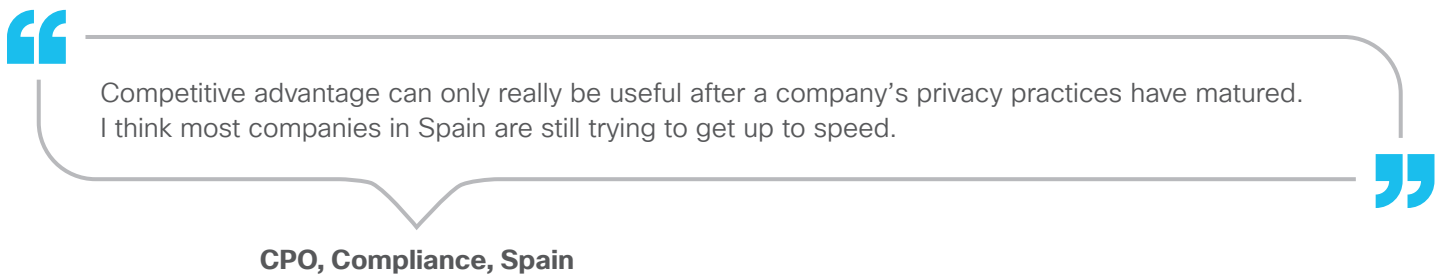 “
Competitive advantage can only really be useful after a company’s privacy practices have matured.
I think most companies in Spain are still trying to get up to speed.
”
CPO, Compliance, Spain